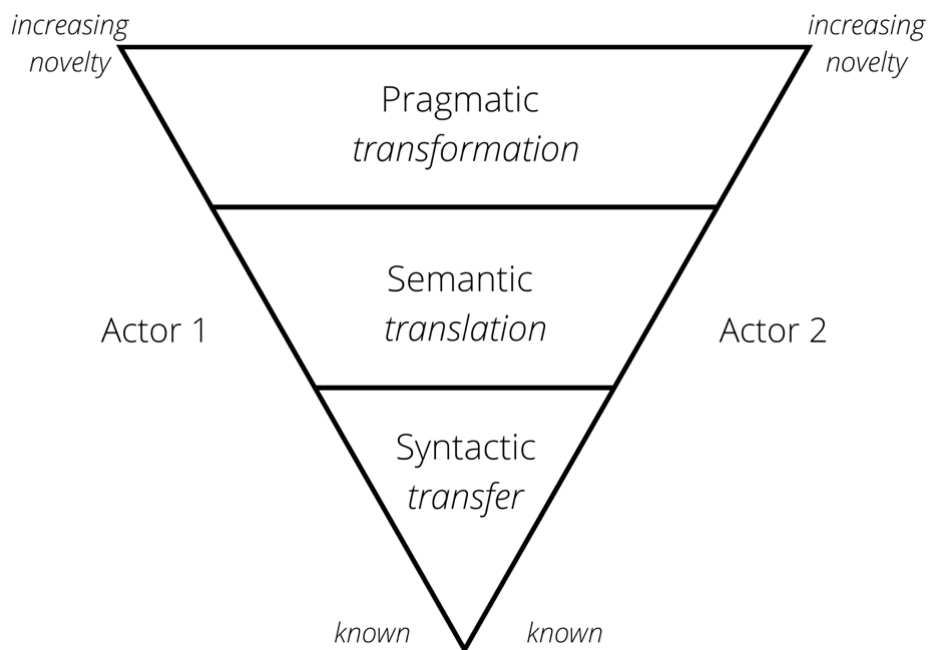 increasing
novelty
increasing
novelty
Pragmatic
transformation
Semantic
translation
Actor 1
Actor 2
Syntactic
transfer
known
known